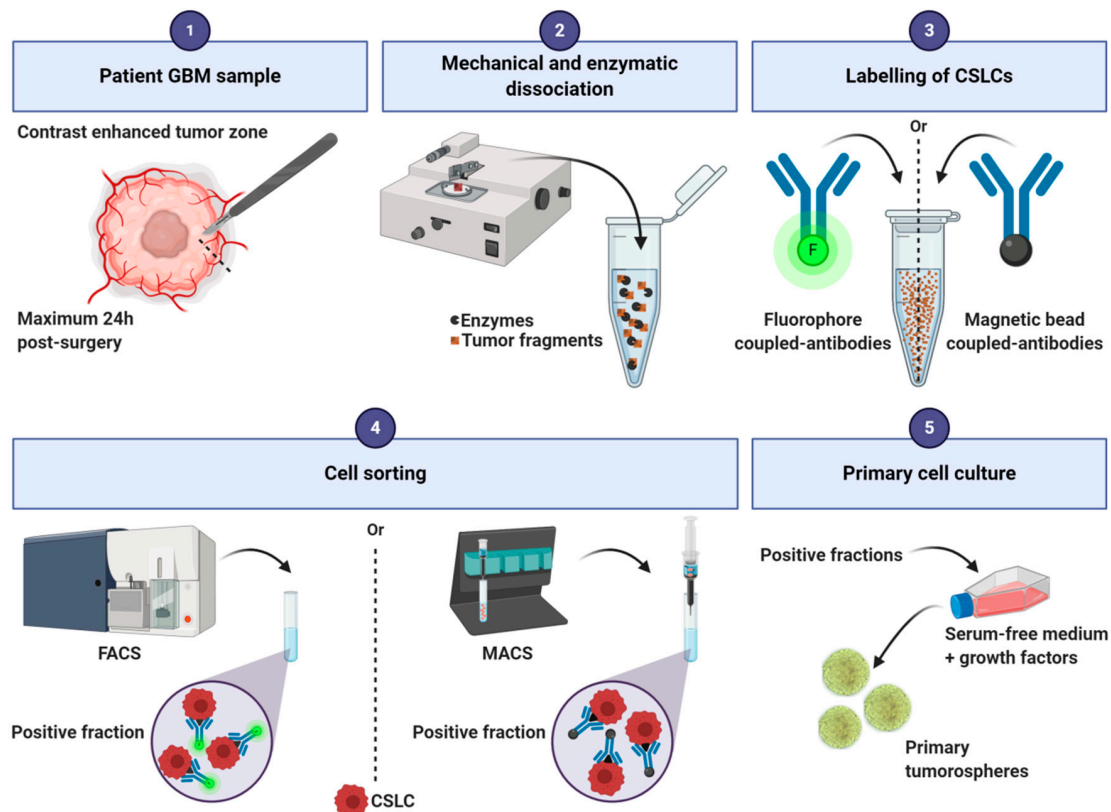 1
Patient GBM sample
Contrast enhanced tumor zone
Maximum 24h
post-surgery
2
Mechanical and enzymatic
dissociation
Enzymes
Tumor fragments
3
Labelling of CSLCs
Or
F
Fluorophore
coupled-antibodies
Magnetic bead
coupled-antibodies
4
Cell sorting
FACS
Positive fraction
Or
MACS
Positive fraction
CSLC
5
Primary cell culture
Positive fractions
Serum-free medium
+ growth factors
Primary
tumorospheres